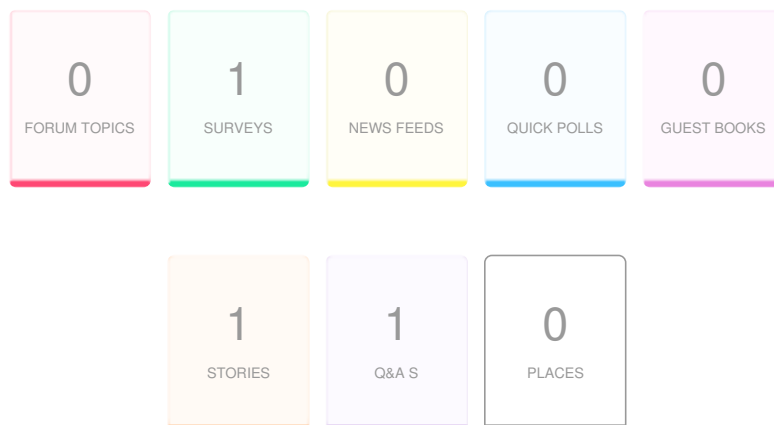 0 1 0 0 0
FORUM TOPICS SURVEYS NEWS FEEDS QUICK POLLS GUEST BOOKS
1 1 0
STORIES Q&A S PLACES